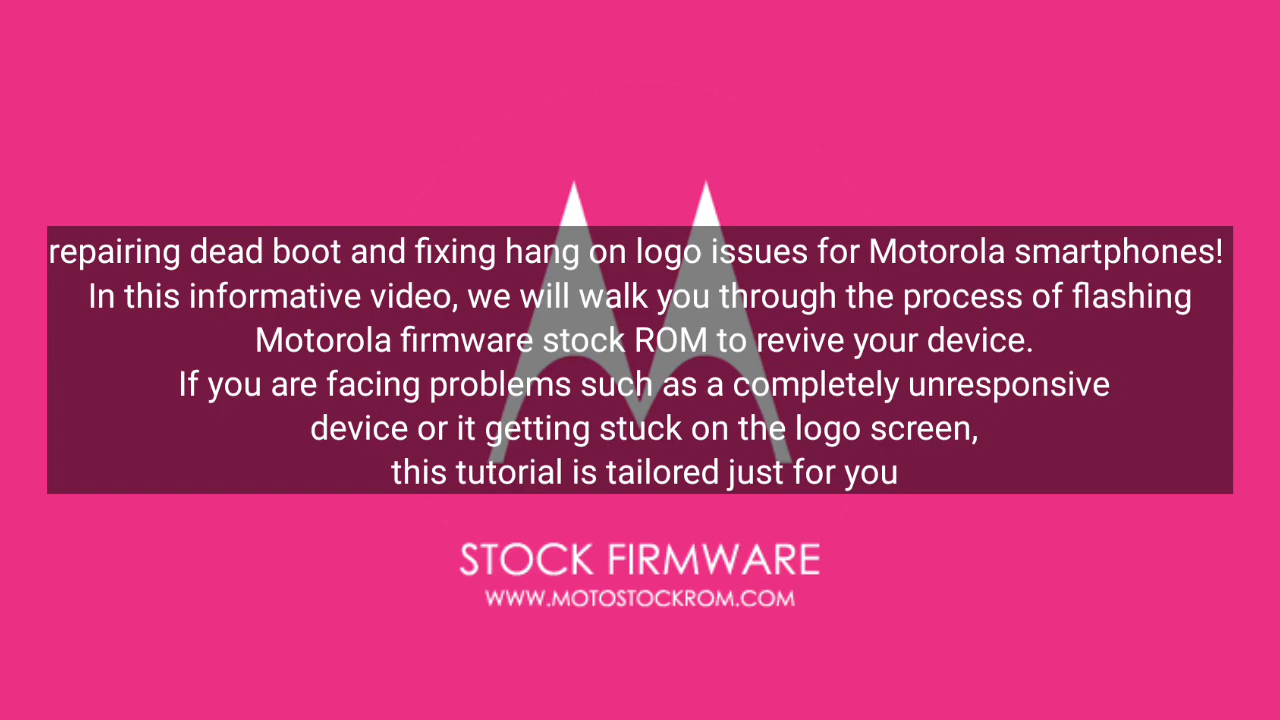 repairing dead boot and fixing hang on logo issues for Motorola smartphones!
In this informative video, we will walk you through the process of flashing
Motorola firmware stock ROM to revive your device.
If you are facing problems such as a completely unresponsive
device or it getting stuck on the logo screen,
this tutorial is tailored just for you
STOCK FIRMWARE
WWW.MOTOSTOCKROM.COM